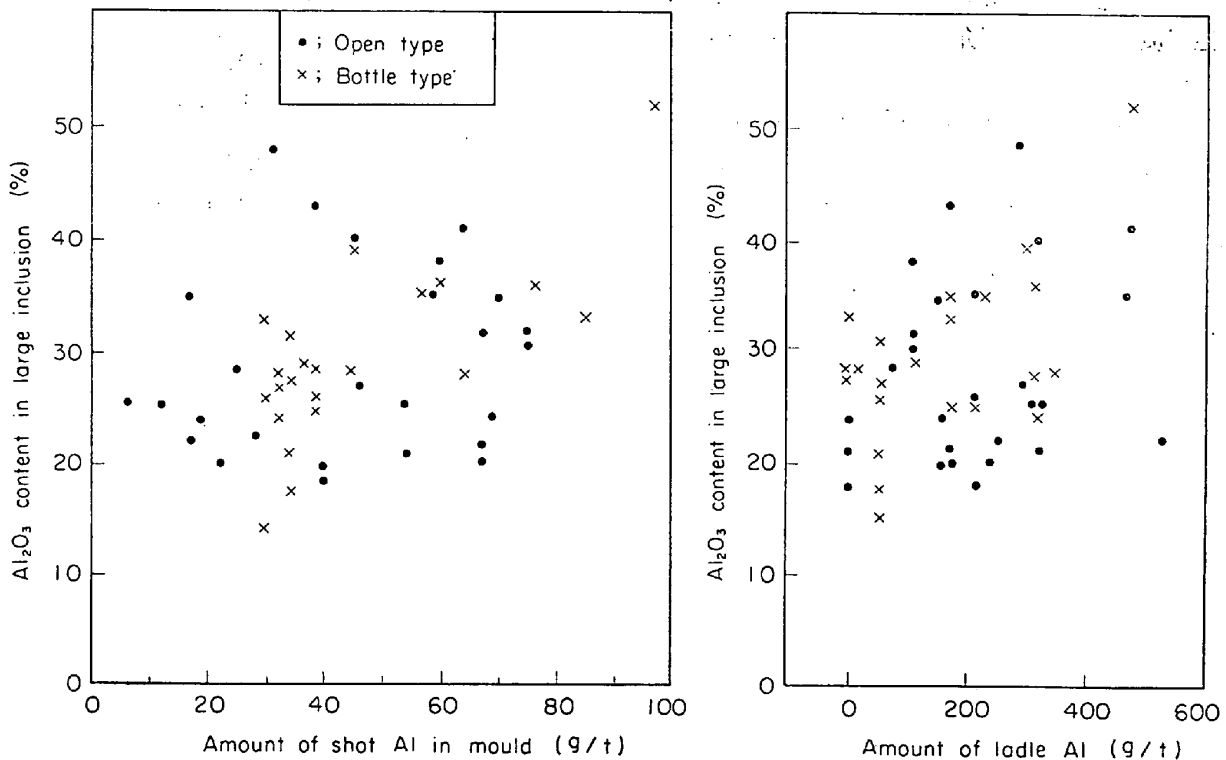 ● ; Open type
× ; Bottle type
Al₂O₃ content in large inclusion (%)
50
40
30
20
10
0
0 20 40 60 80 100
Amount of shot Al in mould (g/t)
Al₂O₃ content in large inclusion (%)
50
40
30
20
10
0
0 200 400 600
Amount of ladle Al (g/t)